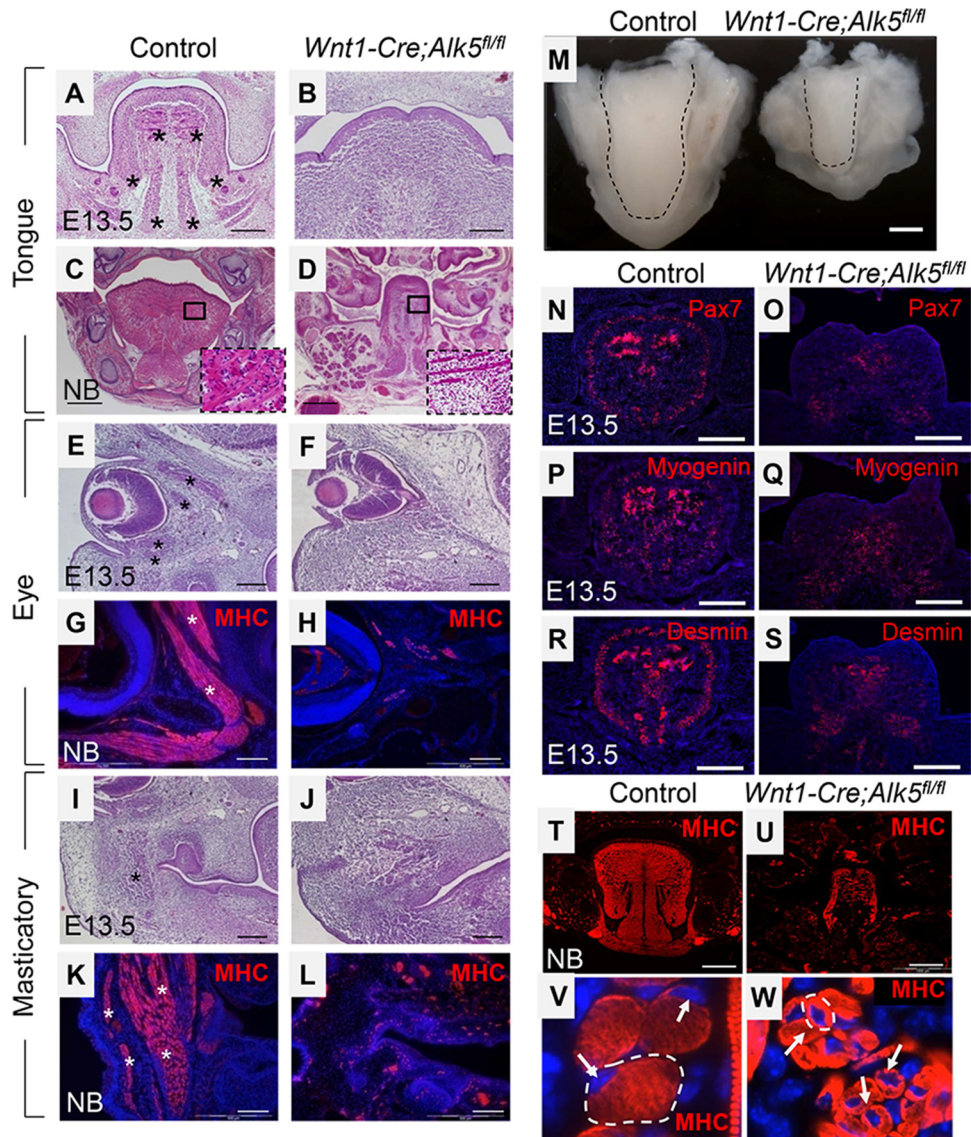 Control Wnt1-Cre;Alk5fl/fl
Tongue
A
E13.5
B
C
NB
D
Eye
E
E13.5
F
G
MHC
NB
H
MHC
Masticatory
I
E13.5
J
K
MHC
NB
L
MHC
Control Wnt1-Cre;Alk5fl/fl
M
Control Wnt1-Cre;Alk5fl/fl
N
Pax7
E13.5
O
Pax7
P
Myogenin
E13.5
Q
Myogenin
R
Desmin
E13.5
S
Desmin
Control Wnt1-Cre;Alk5fl/fl
T
MHC
NB
U
MHC
V
MHC
W
MHC